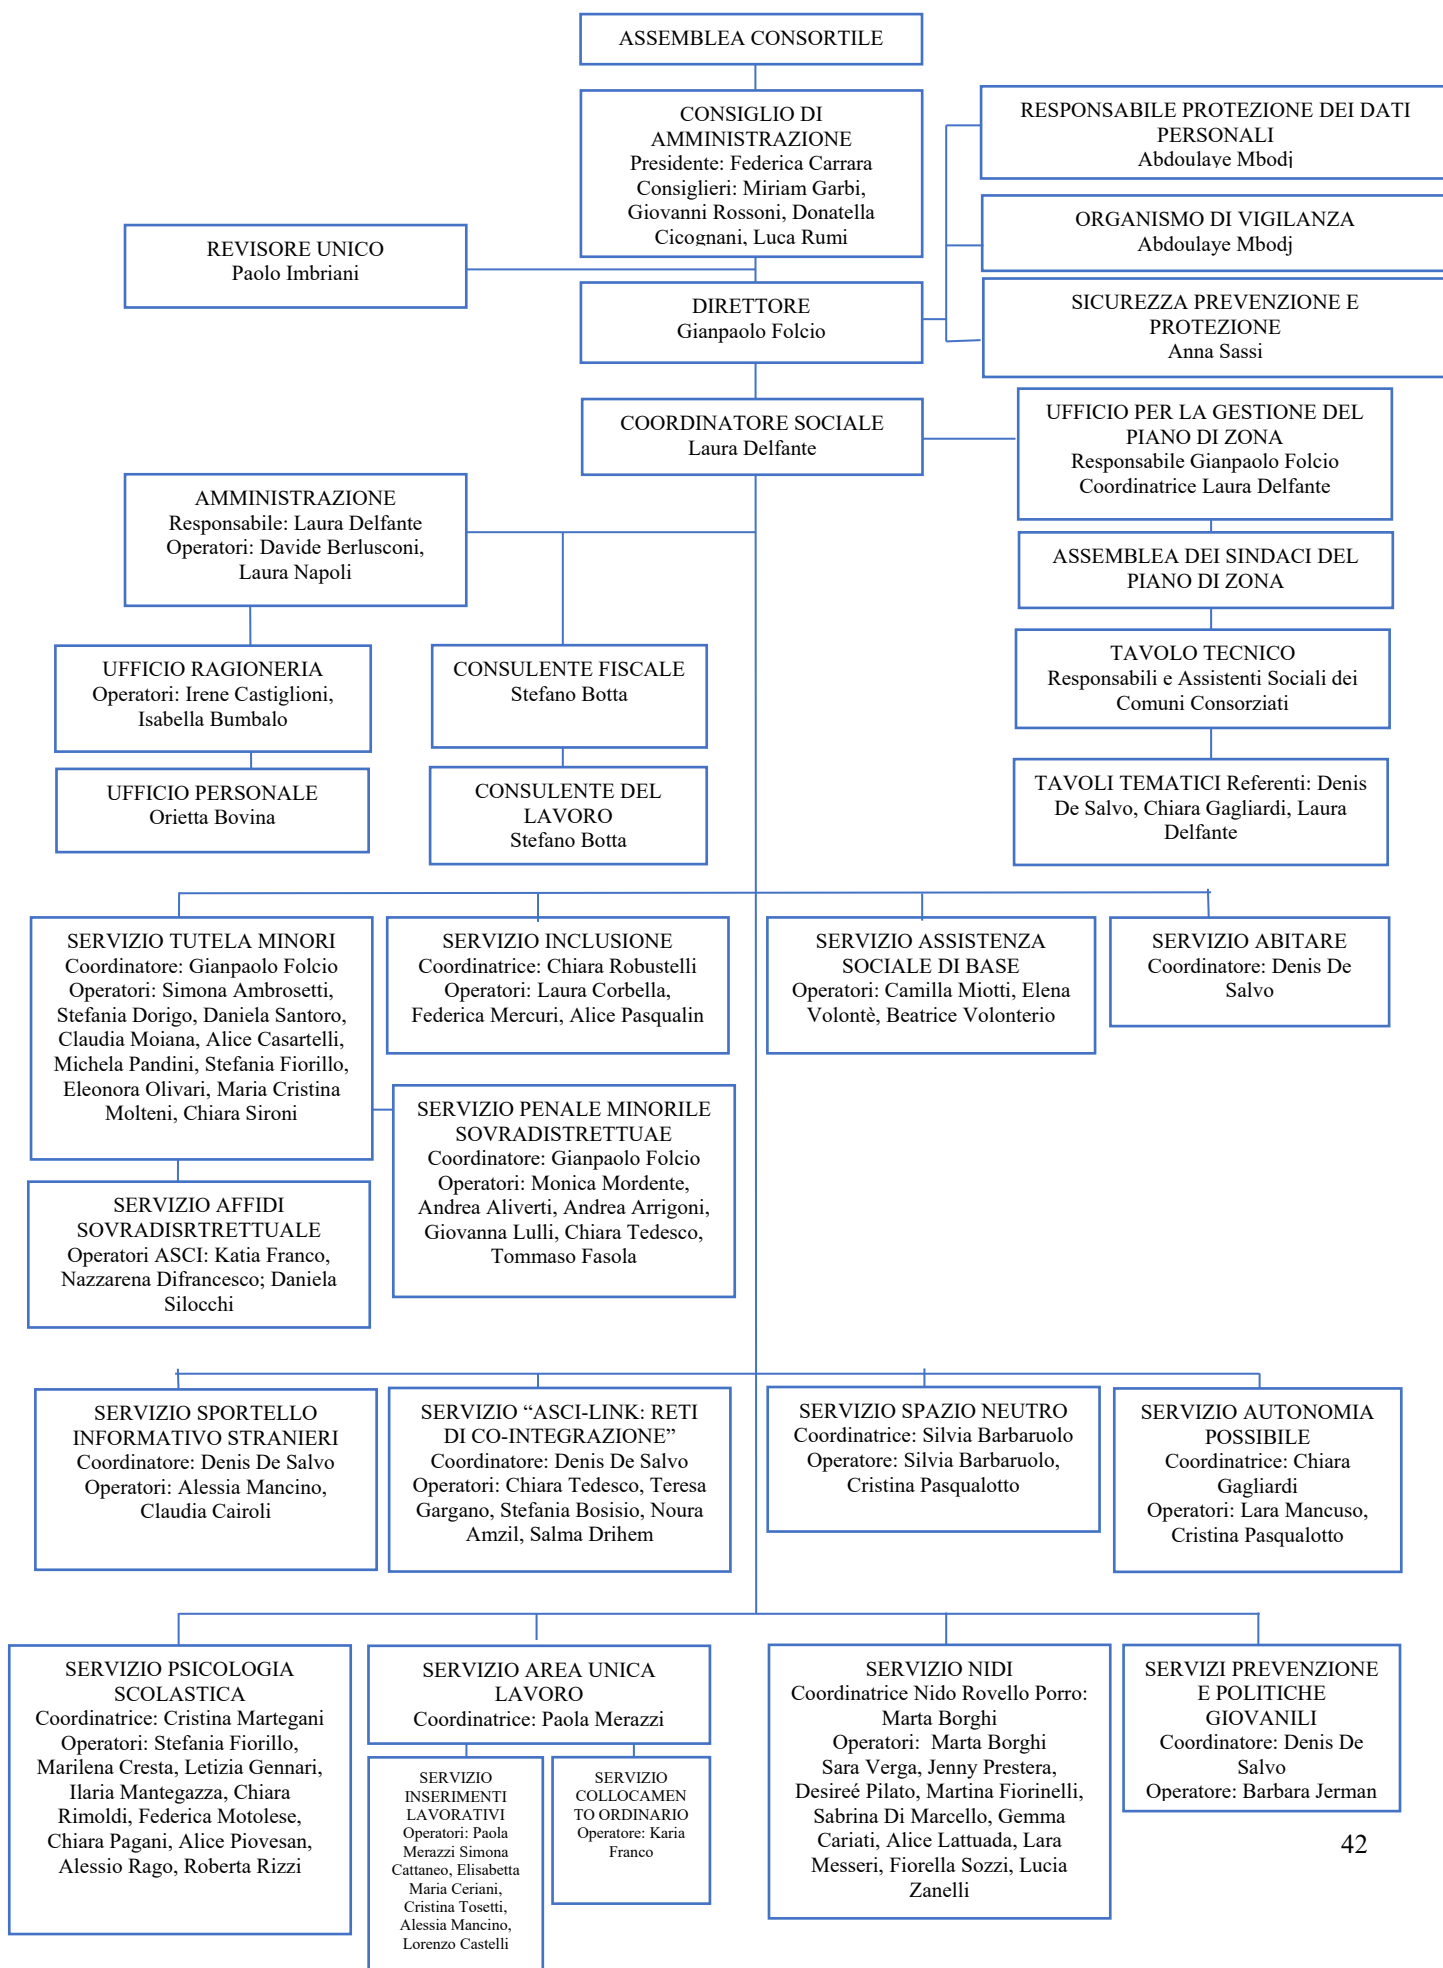 ASSEMBLEA CONSORTILE
CONSIGLIO DI
AMMINISTRAZIONE
Presidente: Federica Carrara
Consiglieri: Miriam Garbi,
Giovanni Rossoni, Donatella
Cicognani, Luca Rumi
RESPONSABILE PROTEZIONE DEI DATI
PERSONALI
Abdoulaye Mbodj
ORGANISMO DI VIGILANZA
Abdoulaye Mbodj
REVISORE UNICO
Paolo Imbriani
DIRETTORE
Gianpaolo Folcio
SICUREZZA PREVENZIONE E
PROTEZIONE
Anna Sassi
COORDINATORE SOCIALE
Laura Delfante
UFFICIO PER LA GESTIONE DEL
PIANO DI ZONA
Responsabile Gianpaolo Folcio
Coordinatrice Laura Delfante
AMMINISTRAZIONE
Responsabile: Laura Delfante
Operatori: Davide Berlusconi,
Laura Napoli
ASSEMBLEA DEI SINDACI DEL
PIANO DI ZONA
UFFICIO RAGIONERIA
Operatori: Irene Castiglioni,
Isabella Bumbalo
CONSULENTE FISCALE
Stefano Botta
TAVOLO TECNICO
Responsabili e Assistenti Sociali dei
Comuni Consorziati
UFFICIO PERSONALE
Orietta Bovina
CONSULENTE DEL
LAVORO
Stefano Botta
TAVOLI TEMATICI Referenti: Denis
De Salvo, Chiara Gagliardi, Laura
Delfante
SERVIZIO TUTELA MINORI
Coordinatore: Gianpaolo Folcio
Operatori: Simona Ambrosetti,
Stefania Dorigo, Daniela Santoro,
Claudia Moiana, Alice Casartelli,
Michela Pandini, Stefania Fiorillo,
Eleonora Olivari, Maria Cristina
Molteni, Chiara Sironi
SERVIZIO INCLUSIONE
Coordinatrice: Chiara Robustelli
Operatori: Laura Corbella,
Federica Mercuri, Alice Pasqualin
SERVIZIO ASSISTENZA
SOCIALE DI BASE
Operatori: Camilla Miotti, Elena
Volontè, Beatrice Volonterio
SERVIZIO ABITARE
Coordinatore: Denis De
Salvo
SERVIZIO PENALE MINORILE
SOVRADISTRETTUAE
Coordinatore: Gianpaolo Folcio
Operatori: Monica Mordente,
Andrea Aliverti, Andrea Arrigoni,
Giovanna Lulli, Chiara Tedesco,
Tommaso Fasola
SERVIZIO AFFIDI
SOVRADISRTRETTUALE
Operatori ASCI: Katia Franco,
Nazzarena Difrancesco; Daniela
Silocchi
SERVIZIO SPORTELLO
INFORMATIVO STRANIERI
Coordinatore: Denis De Salvo
Operatori: Alessia Mancino,
Claudia Cairoli
SERVIZIO “ASCI-LINK: RETI
DI CO-INTEGRAZIONE”
Coordinatore: Denis De Salvo
Operatori: Chiara Tedesco, Teresa
Gargano, Stefania Bosisio, Noura
Amzil, Salma Drihem
SERVIZIO SPAZIO NEUTRO
Coordinatrice: Silvia Barbaruolo
Operatore: Silvia Barbaruolo,
Cristina Pasqualotto
SERVIZIO AUTONOMIA
POSSIBILE
Coordinatrice: Chiara
Gagliardi
Operatori: Lara Mancuso,
Cristina Pasqualotto
SERVIZIO PSICOLOGIA
SCOLASTICA
Coordinatrice: Cristina Martegani
Operatori: Stefania Fiorillo,
Marilena Cresta, Letizia Gennari,
Ilaria Mantegazza, Chiara
Rimoldi, Federica Motolese,
Chiara Pagani, Alice Piovesan,
Alessio Rago, Roberta Rizzi
SERVIZIO AREA UNICA
LAVORO
Coordinatrice: Paola Merazzi
SERVIZIO
INSERIMENTI
LAVORATIVI
Operatori: Paola
Merazzi Simona
Cattaneo, Elisabetta
Maria Ceriani,
Cristina Tosetti,
Alessia Mancino,
Lorenzo Castelli
SERVIZIO
COLLOCAMEN
TO ORDINARIO
Operatore: Karia
Franco
SERVIZIO NIDI
Coordinatrice Nido Rovello Porro:
Marta Borghi
Operatori: Marta Borghi
Sara Verga, Jenny Prestera,
Desireé Pilato, Martina Fiorinelli,
Sabrina Di Marcello, Gemma
Cariati, Alice Lattuada, Lara
Messeri, Fiorella Sozzi, Lucia
Zanelli
SERVIZI PREVENZIONE
E POLITICHE
GIOVANILI
Coordinatore: Denis De
Salvo
Operatore: Barbara Jerman
42